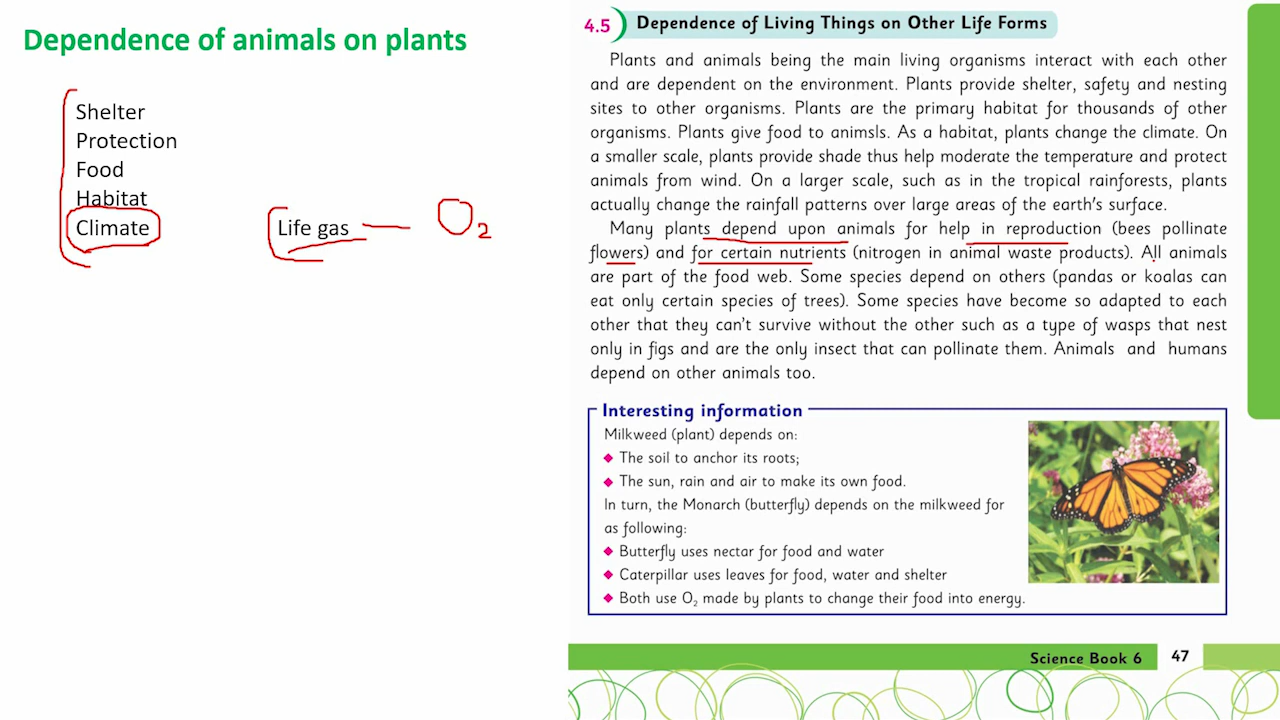 Dependence of animals on plants
Shelter
Protection
Food
Habitat
Climate
Life gas
O2
4.5 Dependence of Living Things on Other Life Forms
Plants and animals being the main living organisms interact with each other
and are dependent on the environment. Plants provide shelter, safety and nesting
sites to other organisms. Plants are the primary habitat for thousands of other
organisms. Plants give food to animsls. As a habitat, plants change the climate. On
a smaller scale, plants provide shade thus help moderate the temperature and protect
animals from wind. On a larger scale, such as in the tropical rainforests, plants
actually change the rainfall patterns over large areas of the earth's surface.
Many plants depend upon animals for help in reproduction (bees pollinate
flowers) and for certain nutrients (nitrogen in animal waste products). All animals
are part of the food web. Some species depend on others (pandas or koalas can
eat only certain species of trees). Some species have become so adapted to each
other that they can't survive without the other such as a type of wasps that nest
only in figs and are the only insect that can pollinate them. Animals and humans
depend on other animals too.
Interesting information
Milkweed (plant) depends on:
◆ The soil to anchor its roots;
◆ The sun, rain and air to make its own food.
In turn, the Monarch (butterfly) depends on the milkweed for
as following:
◆ Butterfly uses nectar for food and water
◆ Caterpillar uses leaves for food, water and shelter
◆ Both use O₂ made by plants to change their food into energy.
Science Book 6 47